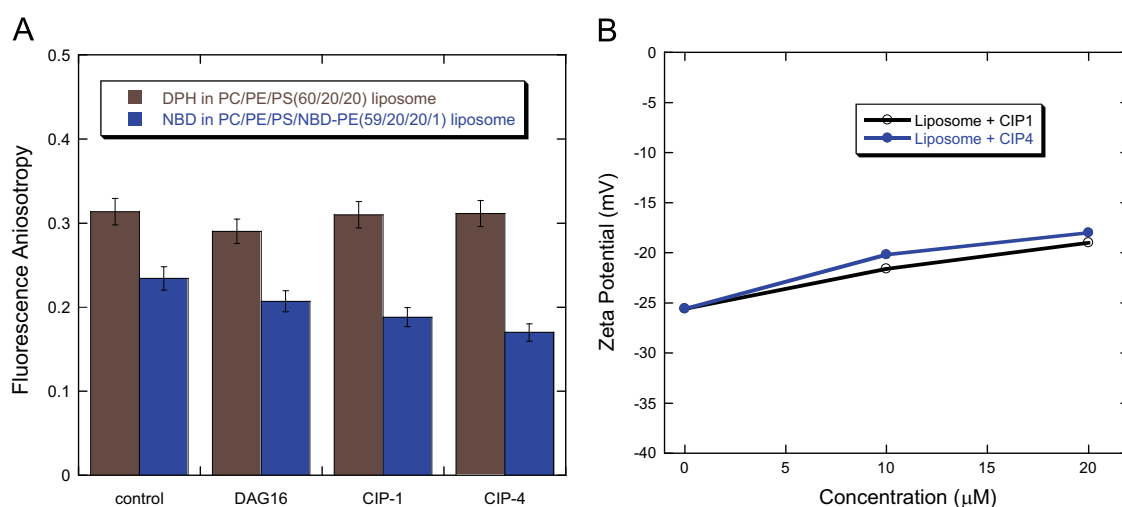 A
Fluorescence Aniosotropy
0.5
0.4
0.3
0.2
0.1
0
DPH in PC/PE/PS(60/20/20) liposome
NBD in PC/PE/PS/NBD-PE(59/20/20/1) liposome
control
DAG16
CIP-1
CIP-4
B
Zeta Potential (mV)
0
-5
-10
-15
-20
-25
-30
-35
-40
Liposome + CIP1
Liposome + CIP4
0
5
10
15
20
Concentration (μM)